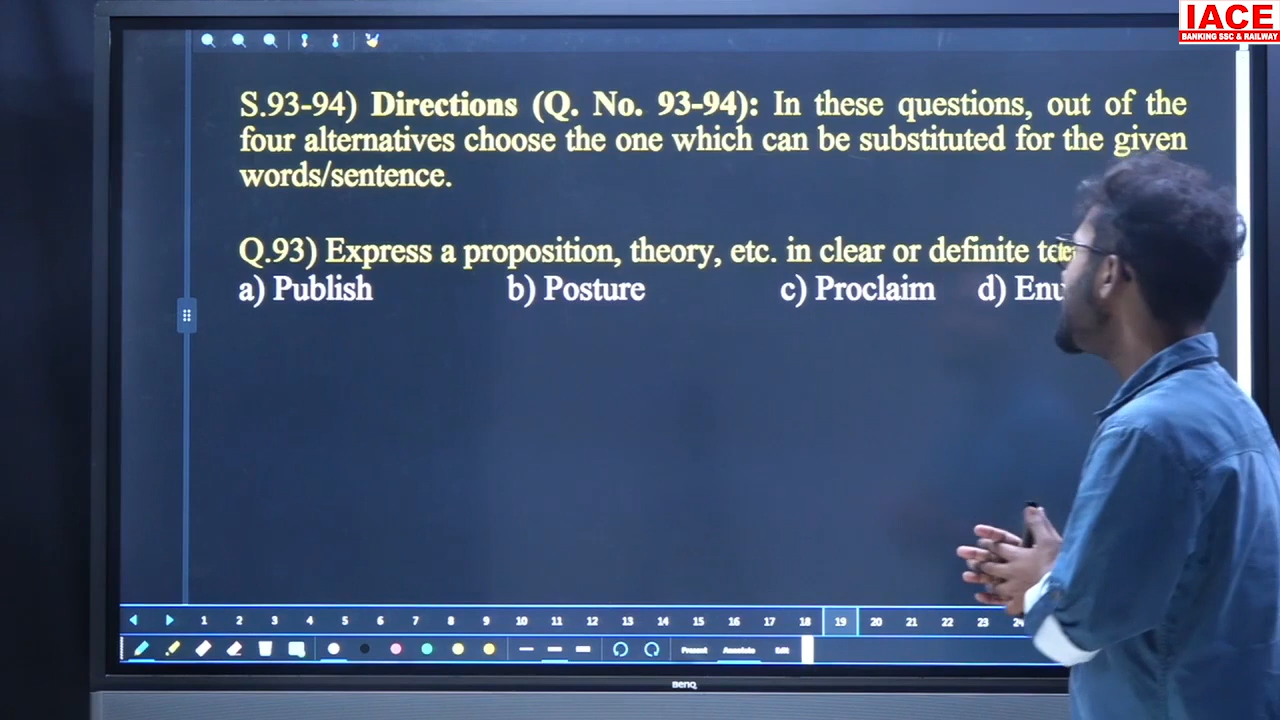 IACE
BANKING SSC & RAILWAY
S.93-94) Directions (Q. No. 93-94): In these questions, out of the
four alternatives choose the one which can be substituted for the given
words/sentence.
Q.93) Express a proposition, theory, etc. in clear or definite
a) Publish b) Posture c) Proclaim d)
1 2 3 4 5 6 7 8 9 10 11 12 13 14 15 16 17 18 19 20 21 22 23
Present Annotate Edit
BenQ